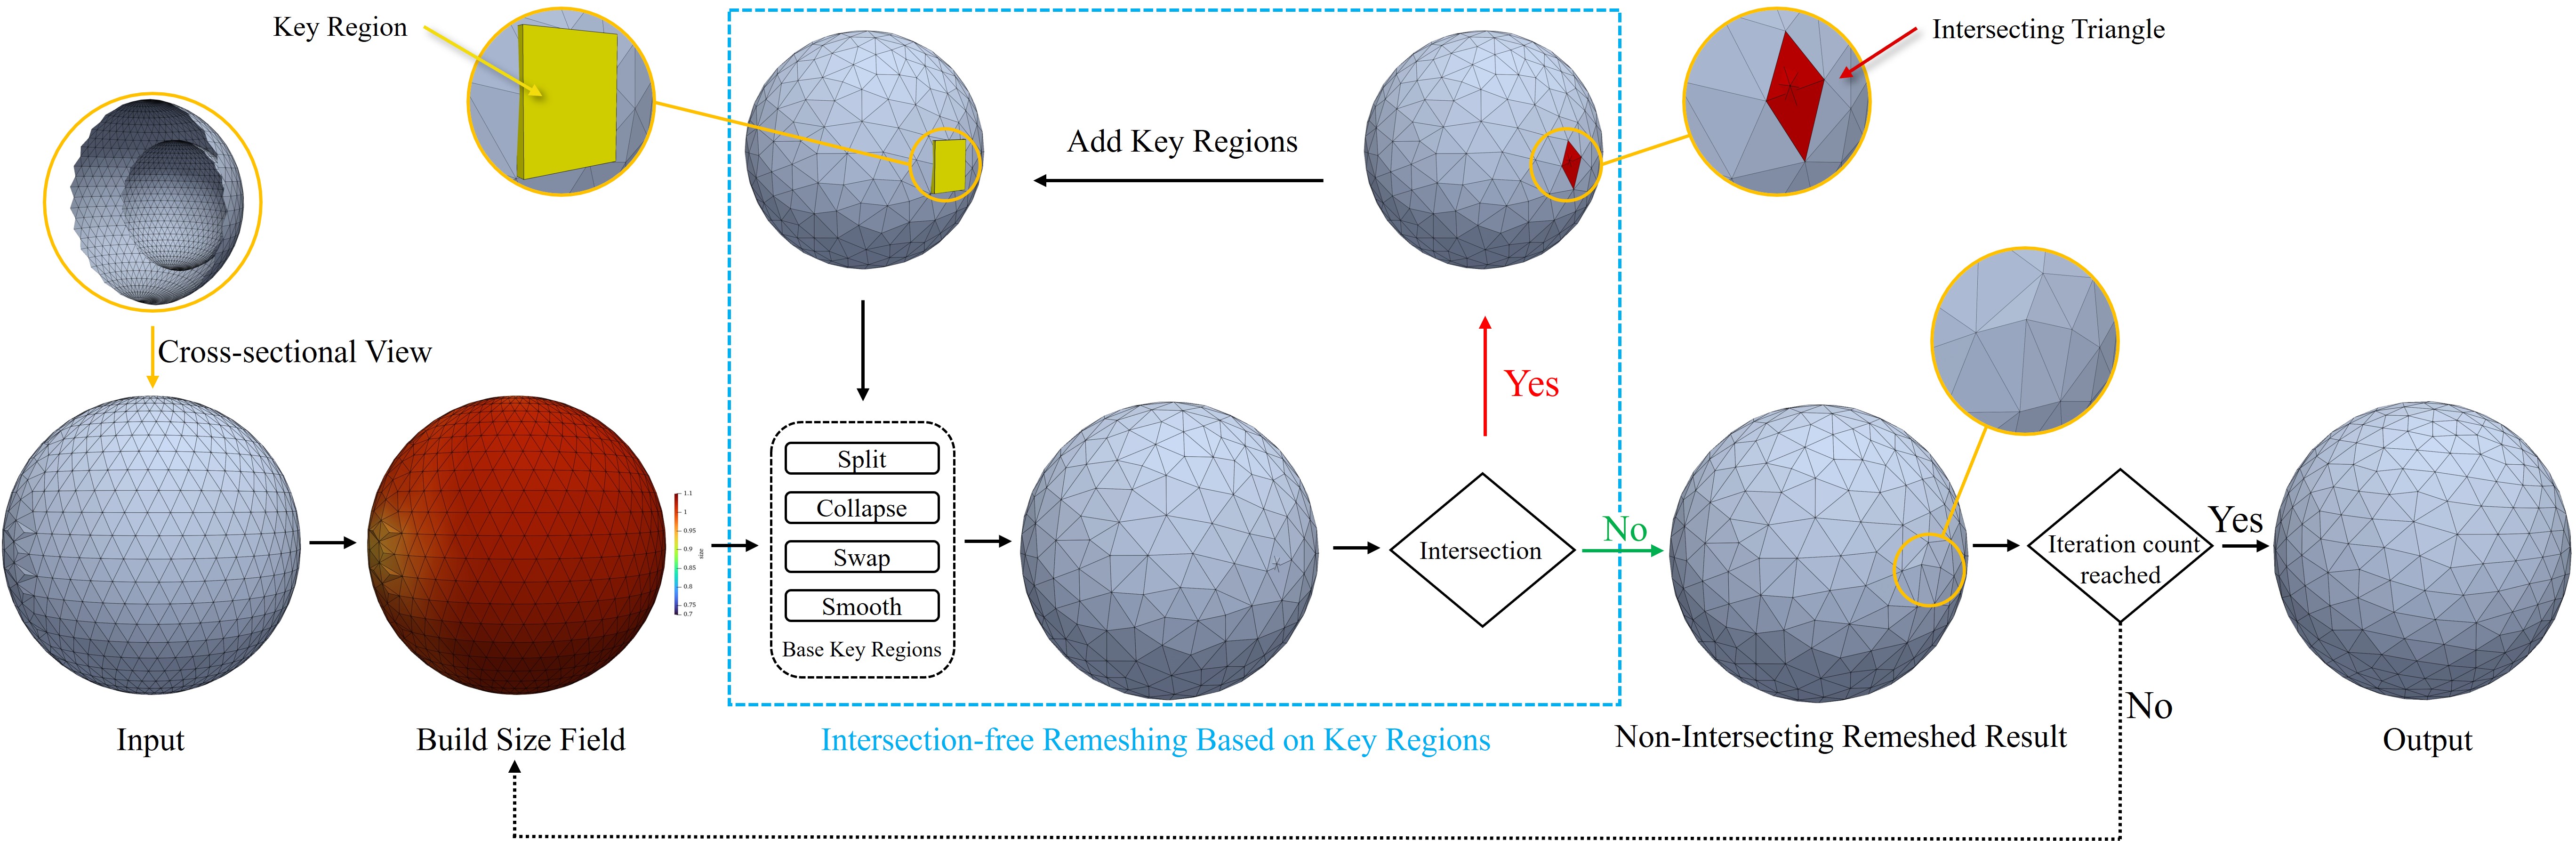 Key Region
Intersecting Triangle
Add Key Regions
Cross-sectional View
Yes
Split
Collapse
Swap
Smooth
Base Key Regions
1.1
1
0.95
0.9
0.85
0.8
0.75
0.7
size
Intersection
No
Iteration count
reached
Yes
No
Input
Build Size Field
Intersection-free Remeshing Based on Key Regions
Non-Intersecting Remeshed Result
Output